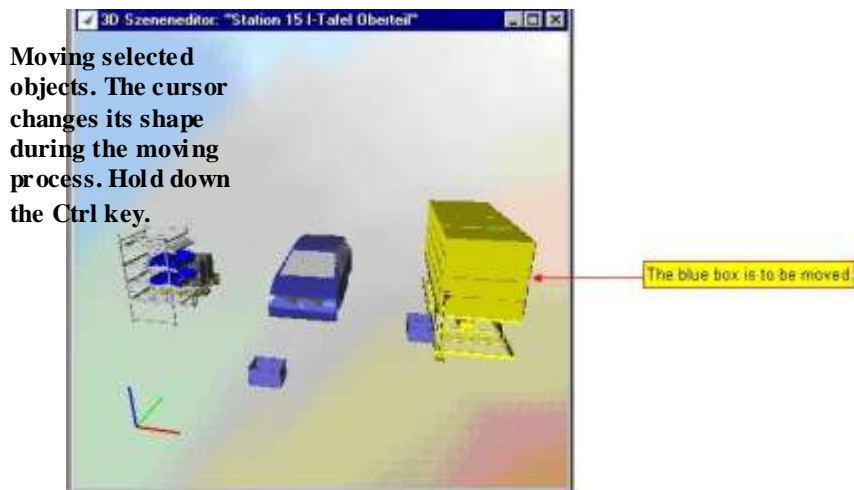 3D Szeneneditor: "Station 15 I-Tafel Oberteil"
Moving selected
objects. The cursor
changes its shape
during the moving
process. Hold down
the Ctrl key.
The blue box is to be moved.